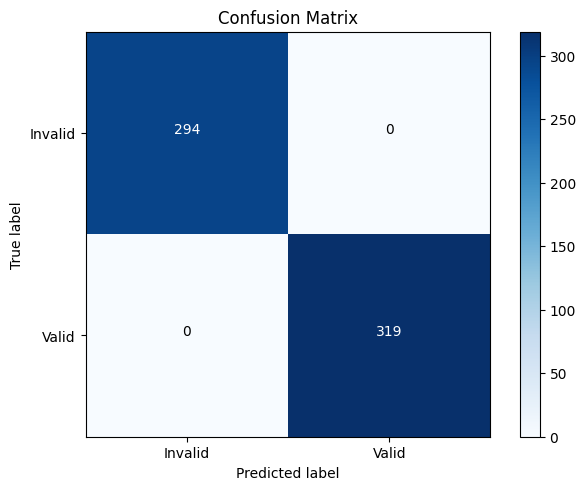 Confusion Matrix
Invalid
294
0
Valid
0
319
Invalid
Valid
True label
Predicted label
300
250
200
150
100
50
0